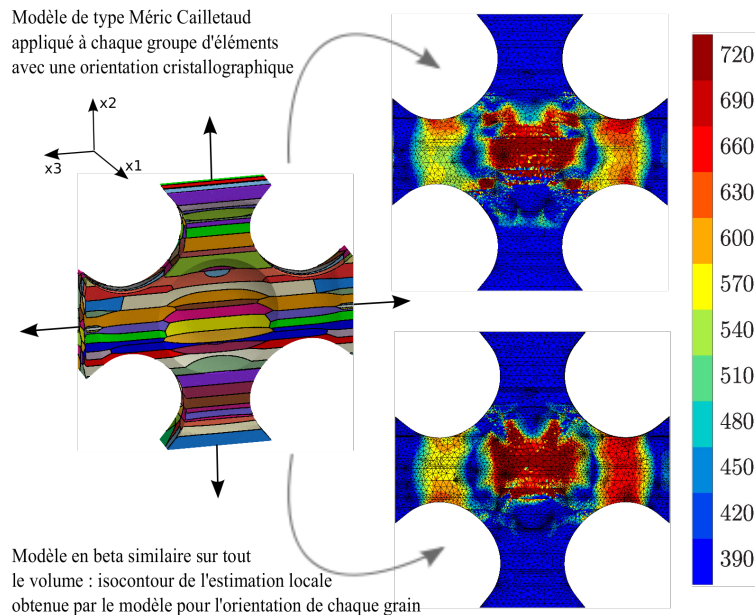 Modèle de type Méric Cailletaud
appliqué à chaque groupe d'éléments
avec une orientation cristallographique
x2
x3
x1
Modèle en beta similaire sur tout
le volume : isocontour de l'estimation locale
obtenue par le modèle pour l'orientation de chaque grain
720
690
660
630
600
570
540
510
480
450
420
390